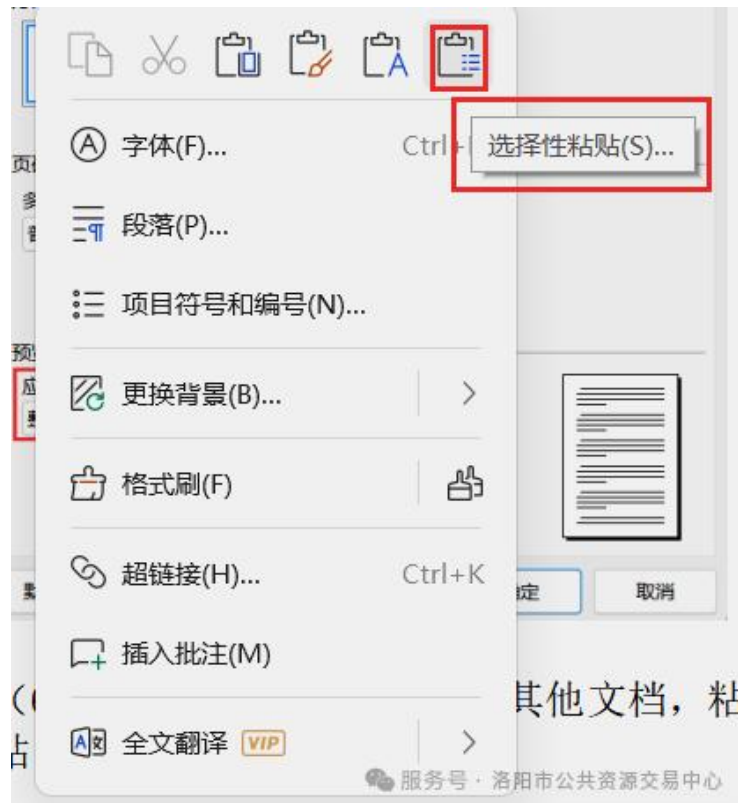 字体(F)...
Ctrl+
选择性粘贴(S)...
段落(P)...
项目符号和编号(N)...
更换背景(B)...
格式刷(F)
超链接(H)... Ctrl+K
取消
插入批注(M)
其他文档，粘
全文翻译 VIP
服务号 · 洛阳市公共资源交易中心